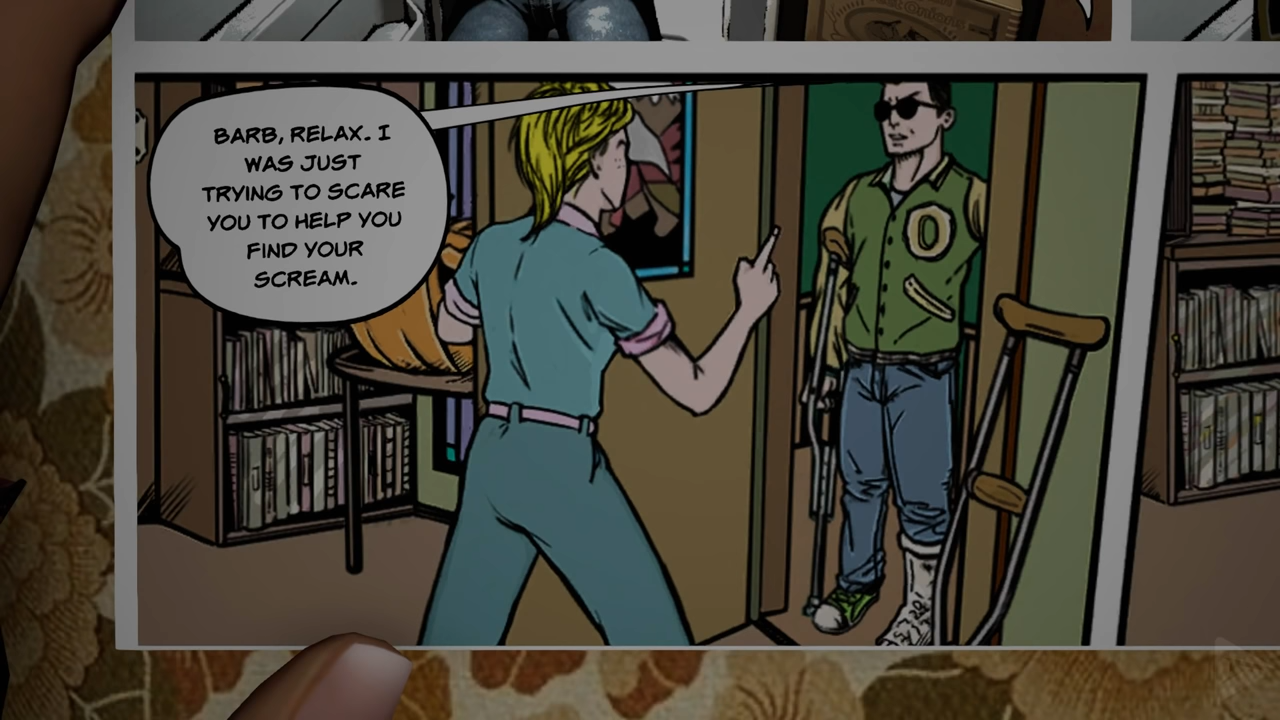 BARB, RELAX. I
WAS JUST
TRYING TO SCARE
YOU TO HELP YOU
FIND YOUR
SCREAM.
O